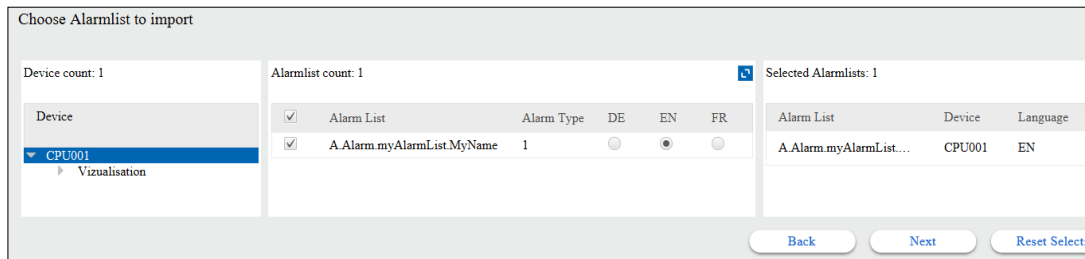 Choose Alarmlist to import
Device count: 1
Alarmlist count: 1
Selected Alarmlists: 1
Device
Alarm List Alarm Type DE EN FR
Alarm List Device Language
CPU001
A.Alarm.myAlarmList.MyName 1
A.Alarm.myAlarmList.... CPU001 EN
Vizualisation
Back Next Reset Select